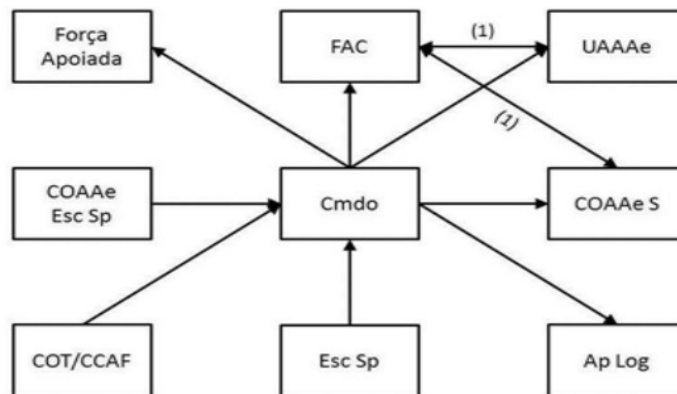 Força
Apoiada
FAC
(1)
UAAAe
(1)
COAAe
Esc Sp
Cmdo
COAAe S
COT/CCAF
Esc Sp
Ap Log